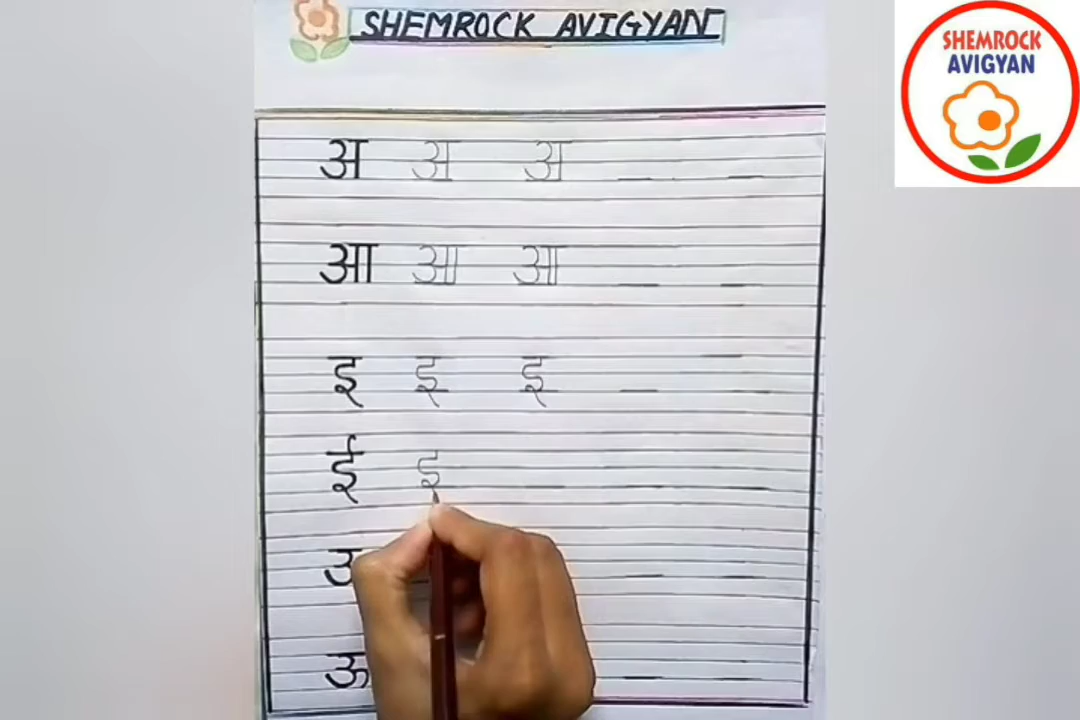 SHEMROCK AVIGYAN
SHEMROCK
AVIGYAN
अ अ अ
आ आ आ
इ इ इ
ई इ
उ
ऊ